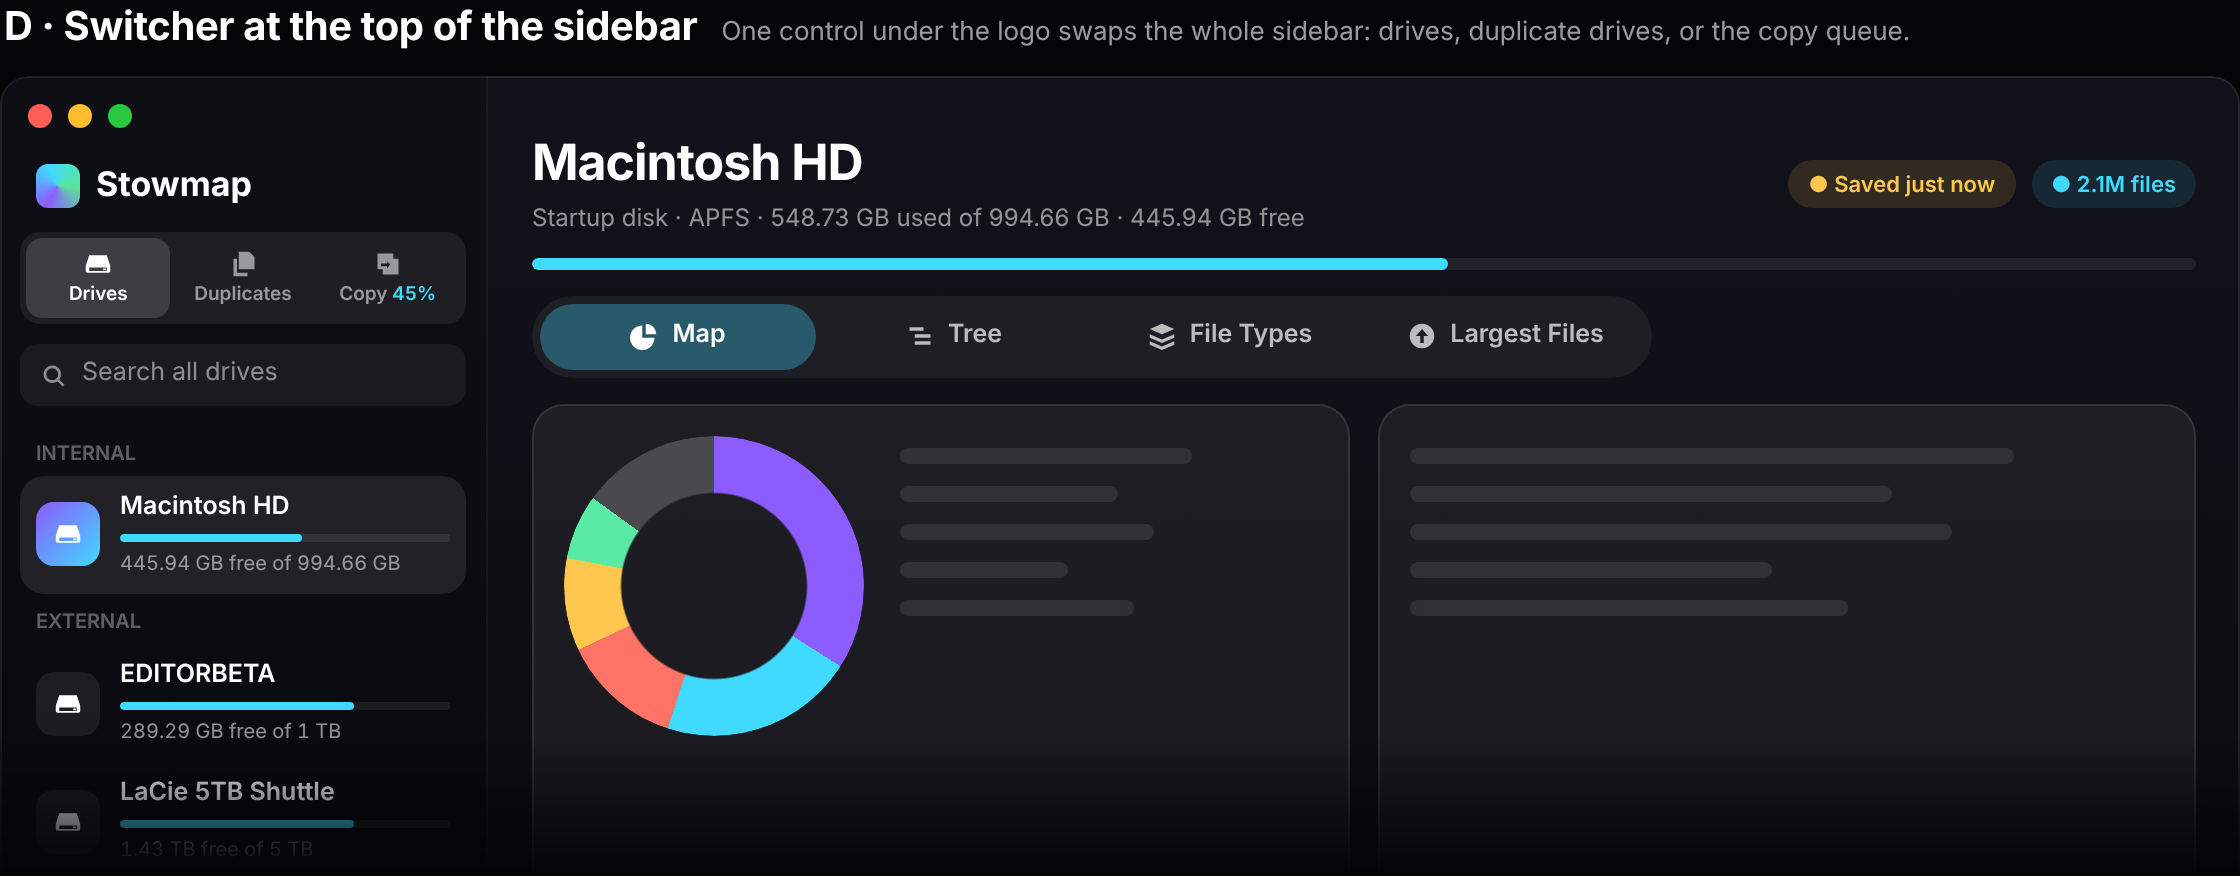 D · Switcher at the top of the sidebar One control under the logo swaps the whole sidebar: drives, duplicate drives, or the copy queue.
Stowmap
Drives Duplicates Copy 45%
Search all drives
INTERNAL
Macintosh HD
445.94 GB free of 994.66 GB
EXTERNAL
EDITORBETA
289.29 GB free of 1 TB
LaCie 5TB Shuttle
1.43 TB free of 5 TB
Macintosh HD
Startup disk · APFS · 548.73 GB used of 994.66 GB · 445.94 GB free
Saved just now 2.1M files
Map Tree File Types Largest Files